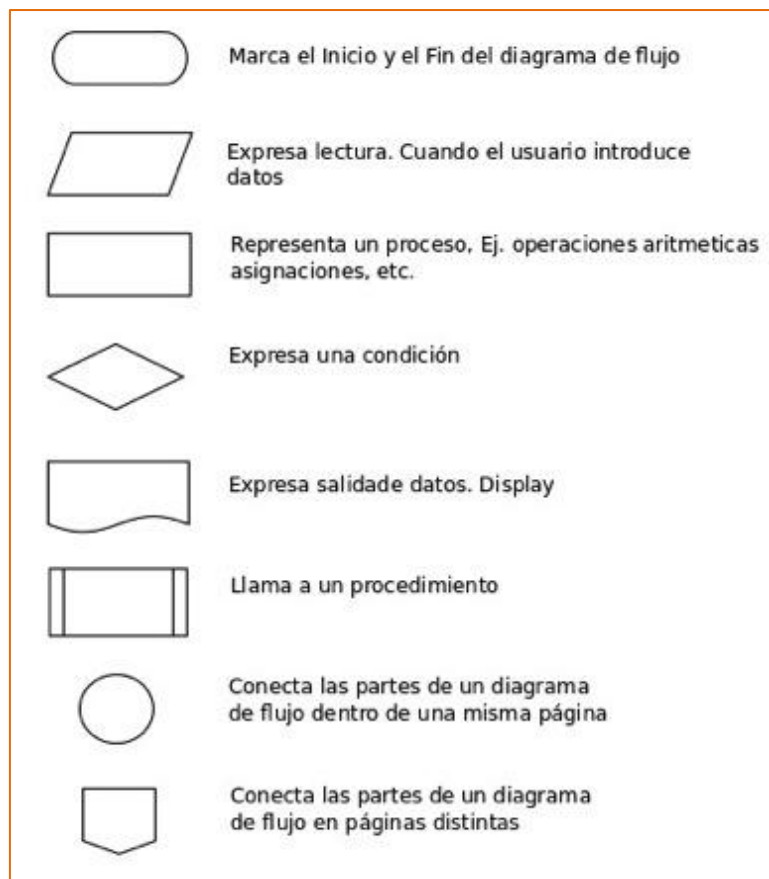 Marca el Inicio y el Fin del diagrama de flujo
Expresa lectura. Cuando el usuario introduce
datos
Representa un proceso, Ej. operaciones aritmeticas
asignaciones, etc.
Expresa una condición
Expresa salidade datos. Display
Llama a un procedimiento
Conecta las partes de un diagrama
de flujo dentro de una misma página
Conecta las partes de un diagrama
de flujo en páginas distintas